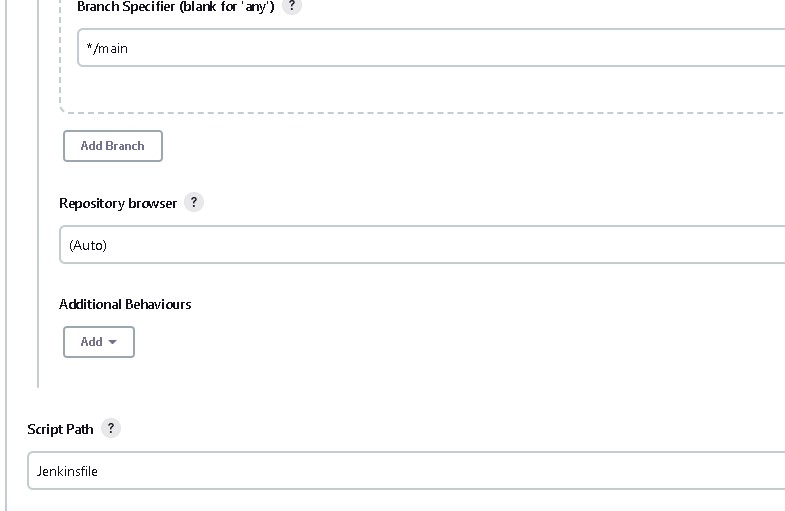 Branch Specifier (blank for 'any') ?
*/main
Add Branch
Repository browser ?
(Auto)
Additional Behaviours
Add
Script Path ?
Jenkinsfile